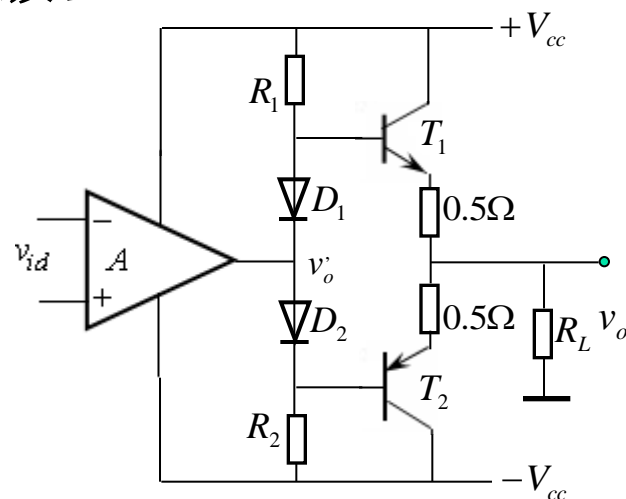 +V_cc
R_1
T_1
D_1
0.5Ω
v_id
−
A
+
v_o'
D_2
0.5Ω
R_L
v_o
T_2
R_2
−V_cc